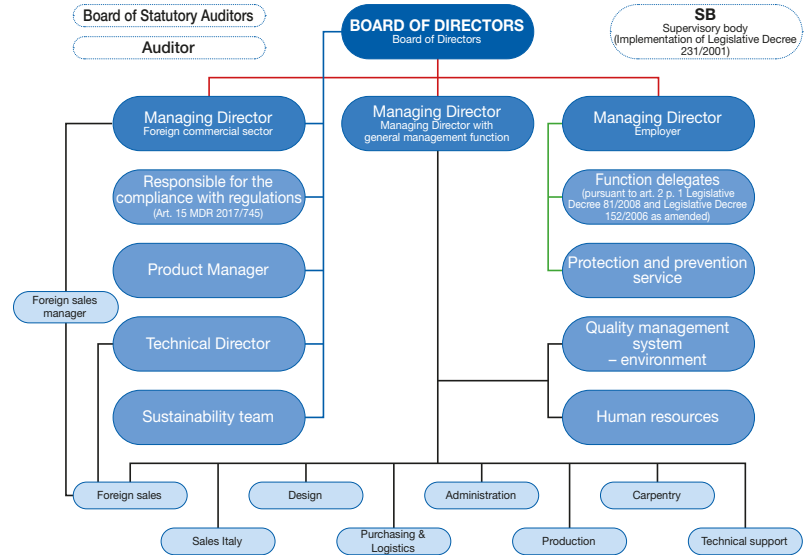 Board of Statutory Auditors
Auditor
BOARD OF DIRECTORS
Board of Directors
SB
Supervisory body
(Implementation of Legislative Decree
231/2001)
Managing Director
Foreign commercial sector
Managing Director
Managing Director with
general management function
Managing Director
Employer
Responsible for the
compliance with regulations
(Art. 15 MDR 2017/745)
Function delegates
(pursuant to art. 2 p. 1 Legislative
Decree 81/2008 and Legislative Decree
152/2006 as amended)
Product Manager
Protection and prevention
service
Foreign sales
manager
Technical Director
Quality management
system
– environment
Sustainability team
Human resources
Foreign sales
Design
Administration
Carpentry
Sales Italy
Purchasing &
Logistics
Production
Technical support